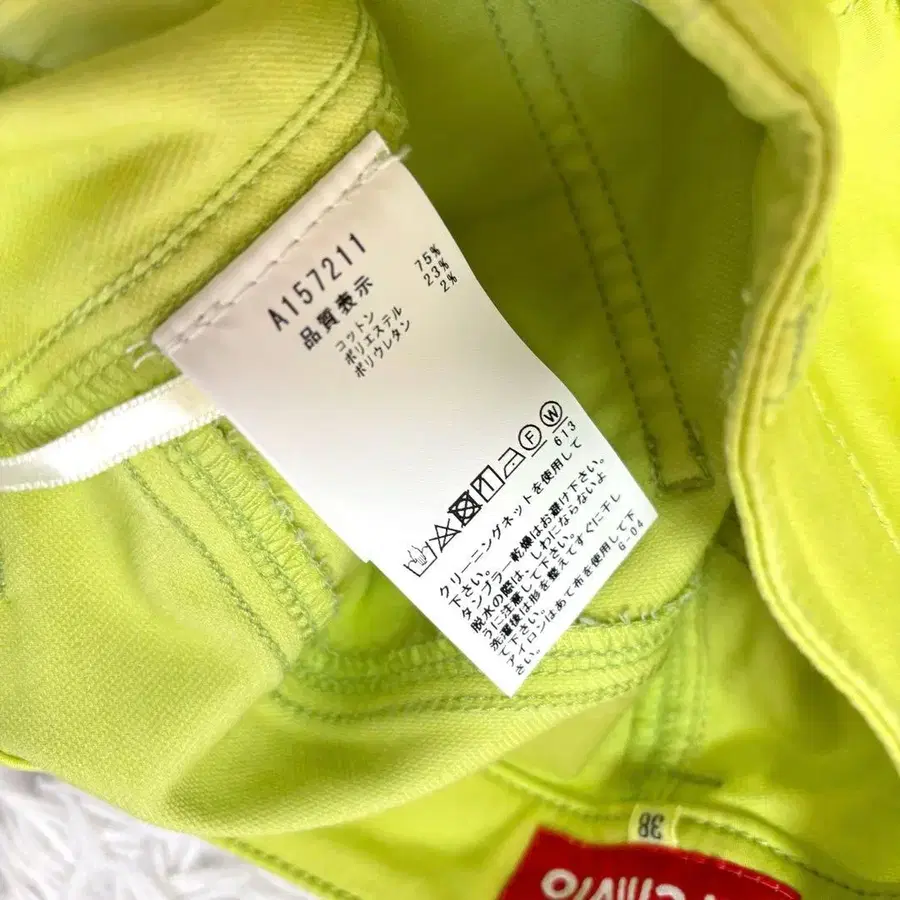 A157211
品質表示
コットン 75%
ポリエステル 23%
ポリウレタン 2%
F W
613
クリーニングネットを使用して
下さい。
タンブラー乾燥はお避け下さい。
脱水の際は、しわにならないよ
うに注意して下さい。
洗濯後は形を整えてすぐに干し
て下さい。
アイロンはあて布を使用して下
さい。
6-04
38